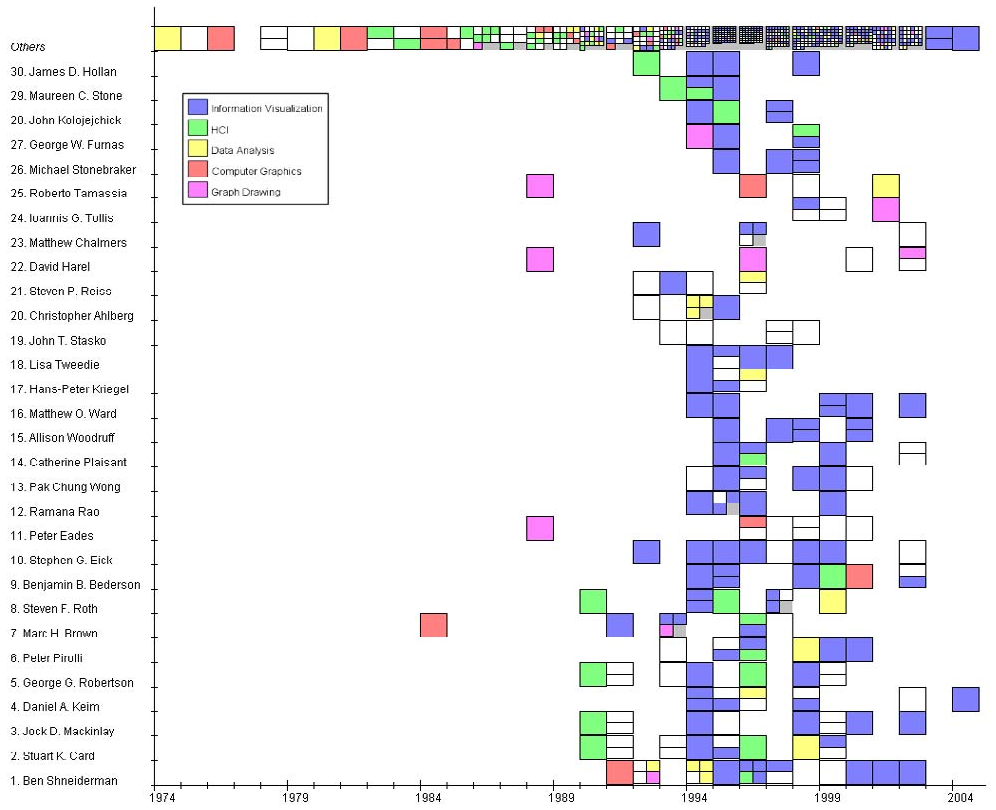 Others
30. James D. Hollan
29. Maureen C. Stone
20. John Kolojejchick
27. George W. Furnas
26. Michael Stonebraker
25. Roberto Tamassia
24. Ioannis G. Tollis
23. Matthew Chalmers
22. David Harel
21. Steven P. Reiss
20. Christopher Ahlberg
19. John T. Stasko
18. Lisa Tweedie
17. Hans-Peter Kriegel
16. Matthew O. Ward
15. Allison Woodruff
14. Catherine Plaisant
13. Pak Chung Wong
12. Ramana Rao
11. Peter Eades
10. Stephen G. Eick
9. Benjamin B. Bederson
8. Steven F. Roth
7. Marc H. Brown
6. Peter Pirolli
5. George G. Robertson
4. Daniel A. Keim
3. Jock D. Mackinlay
2. Stuart K. Card
1. Ben Shneiderman
Information Visualization
HCI
Data Analysis
Computer Graphics
Graph Drawing
1974 1979 1984 1989 1994 1999 2004